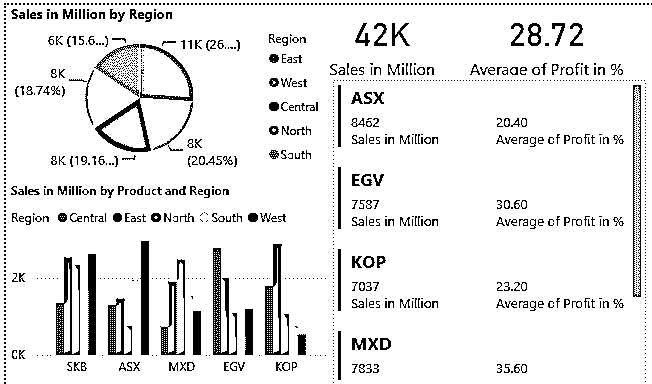 Sales in Million by Region
6K (15.6...)
11K (26....)
8K
(18.74%)
8K (19.16...)
8K
(20.45%)
Region
East
West
Central
North
South
42K
Sales in Million
28.72
Average of Profit in %
ASX
8462
20.40
Sales in Million
Average of Profit in %
EGV
7587
30.60
Sales in Million
Average of Profit in %
KOP
7037
23.20
Sales in Million
Average of Profit in %
MXD
7833
35.60
Sales in Million by Product and Region
Region Central East North South West
2K
0K
SKB ASX MXD EGV KOP